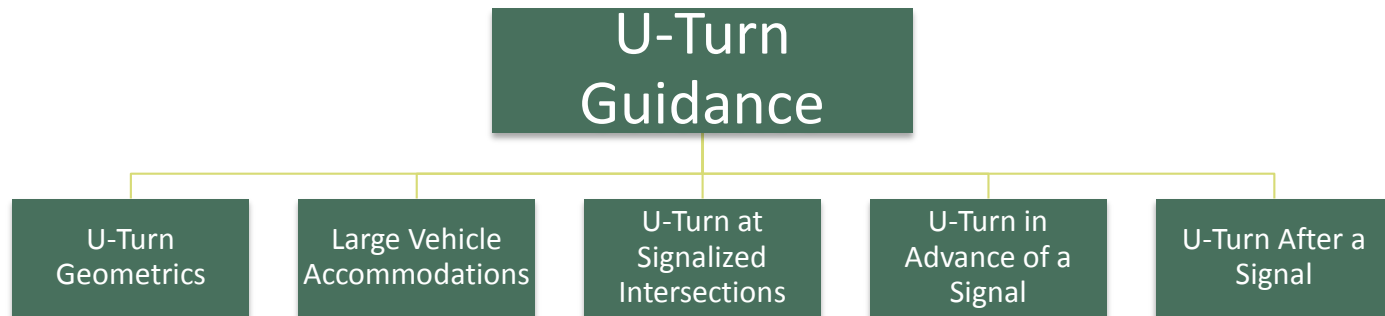 U-Turn
Guidance
U-Turn
Geometrics
Large Vehicle
Accommodations
U-Turn at
Signalized
Intersections
U-Turn in
Advance of a
Signal
U-Turn After a
Signal